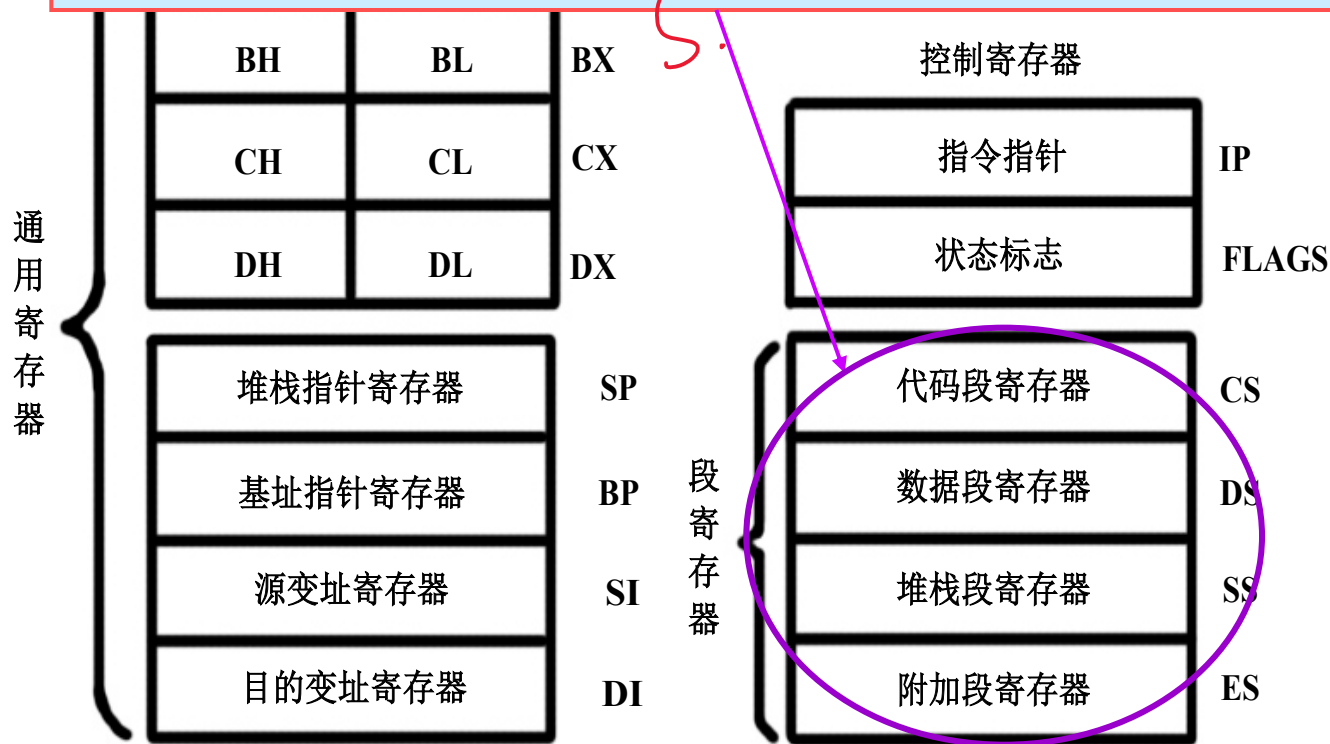 BH BL BX
CH CL CX
DH DL DX
通用寄存器
堆栈指针寄存器 SP
基址指针寄存器 BP
源变址寄存器 SI
目的变址寄存器 DI
控制寄存器
指令指针 IP
状态标志 FLAGS
段寄存器
代码段寄存器 CS
数据段寄存器 DS
堆栈段寄存器 SS
附加段寄存器 ES